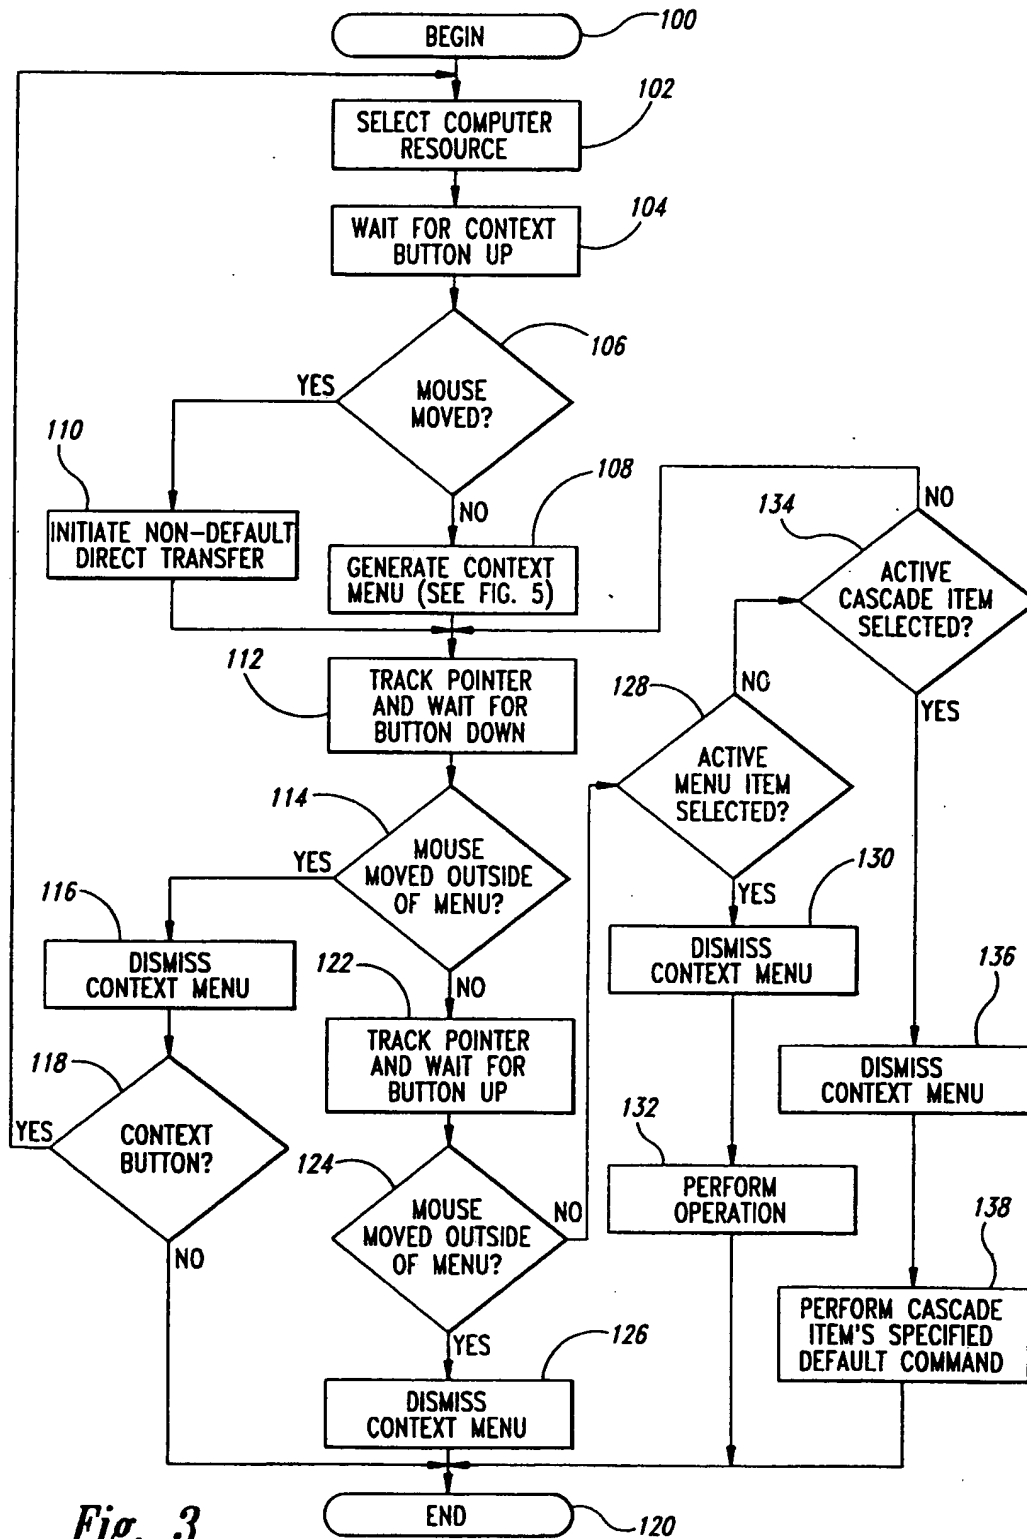 BEGIN
100
SELECT COMPUTER
RESOURCE
102
WAIT FOR CONTEXT
BUTTON UP
104
MOUSE
MOVED?
106
YES
NO
110
INITIATE NON-DEFAULT
DIRECT TRANSFER
108
GENERATE CONTEXT
MENU (SEE FIG. 5)
112
TRACK POINTER
AND WAIT FOR
BUTTON DOWN
114
MOUSE
MOVED OUTSIDE
OF MENU?
YES
NO
116
DISMISS
CONTEXT MENU
118
CONTEXT
BUTTON?
YES
NO
122
TRACK POINTER
AND WAIT FOR
BUTTON UP
124
MOUSE
MOVED OUTSIDE
OF MENU?
NO
YES
126
DISMISS
CONTEXT MENU
128
ACTIVE
MENU ITEM
SELECTED?
NO
YES
130
DISMISS
CONTEXT MENU
132
PERFORM
OPERATION
134
ACTIVE
CASCADE ITEM
SELECTED?
NO
YES
136
DISMISS
CONTEXT MENU
138
PERFORM CASCADE
ITEM'S SPECIFIED
DEFAULT COMMAND
END
120
Fig. 3